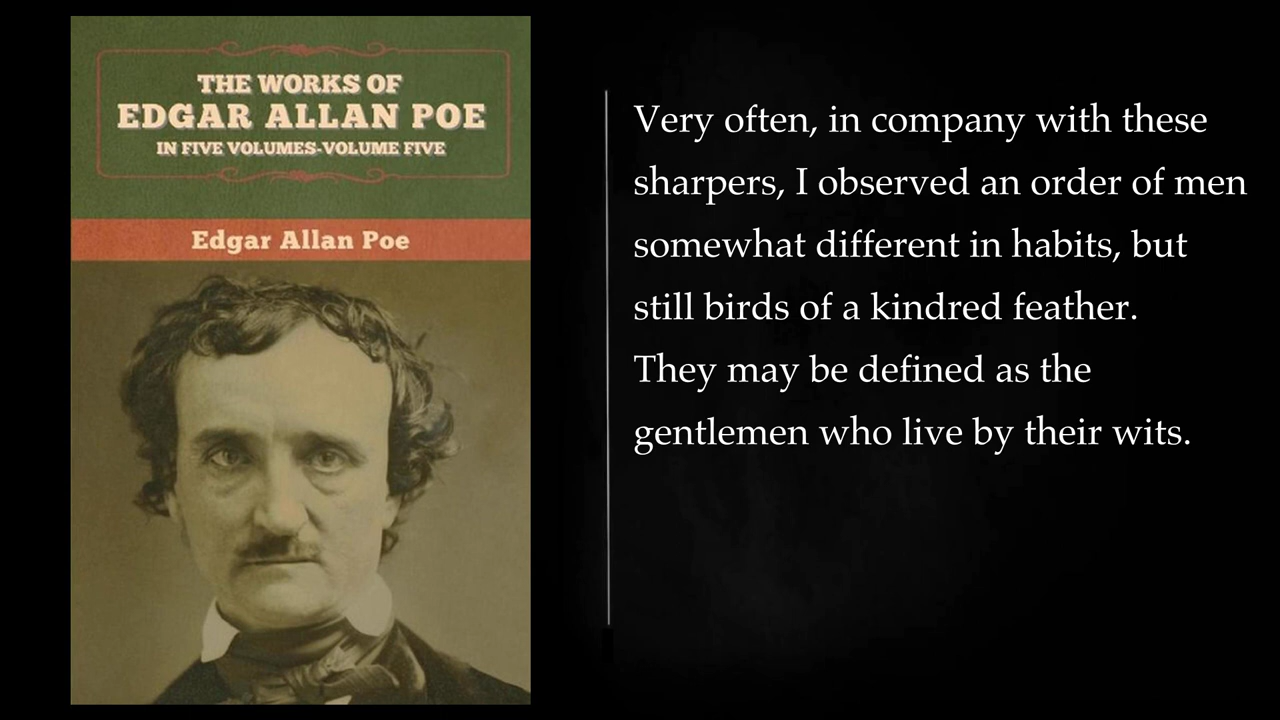 THE WORKS OF
EDGAR ALLAN POE
IN FIVE VOLUMES-VOLUME FIVE
Edgar Allan Poe
Very often, in company with these
sharpers, I observed an order of men
somewhat different in habits, but
still birds of a kindred feather.
They may be defined as the
gentlemen who live by their wits.